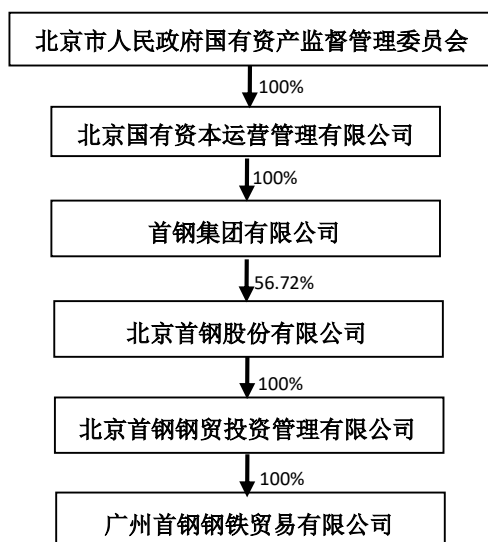 北京市人民政府国有资产监督管理委员会
100%
北京国有资本运营管理有限公司
100%
首钢集团有限公司
56.72%
北京首钢股份有限公司
100%
北京首钢钢贸投资管理有限公司
100%
广州首钢钢铁贸易有限公司